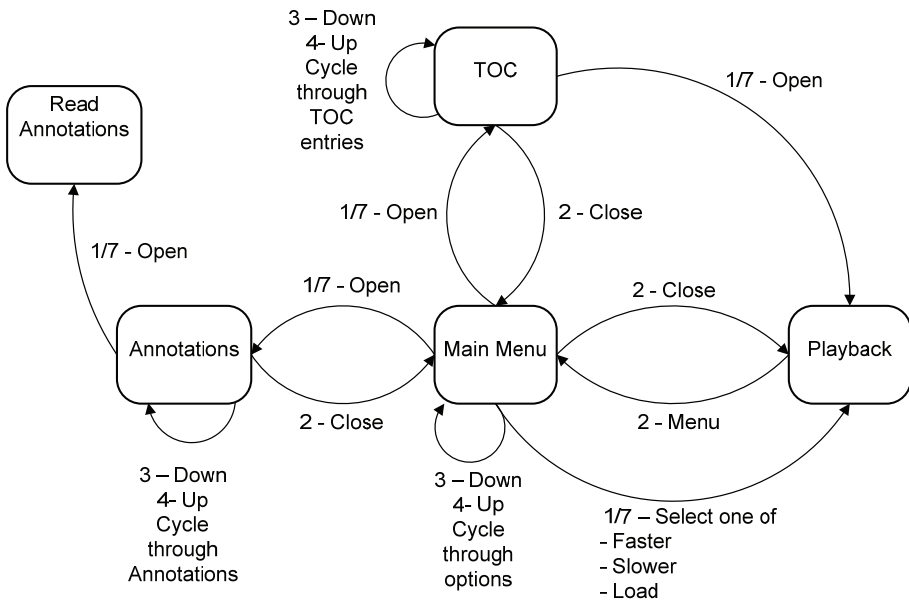 3 – Down
4- Up
Cycle
through
TOC
entries
TOC
1/7 - Open
Read
Annotations
1/7 - Open
2 - Close
1/7 - Open
1/7 - Open
2 - Close
Annotations
Main Menu
Playback
2 - Close
2 - Menu
3 – Down
4- Up
Cycle
through
Annotations
3 – Down
4- Up
Cycle
through
options
1/7 – Select one of
- Faster
- Slower
- Load